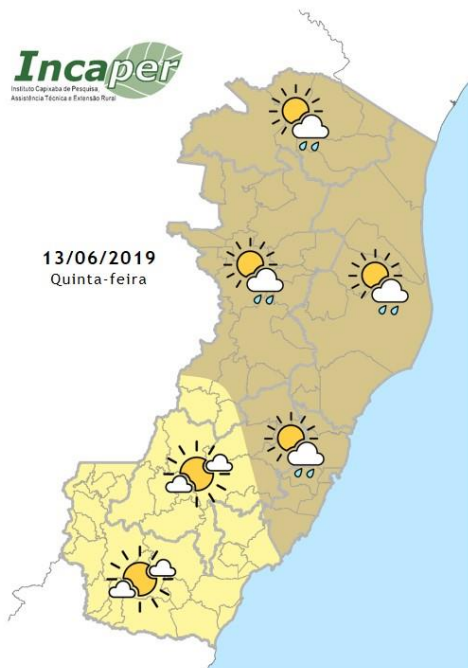 Incaper
Instituto Capixaba de Pesquisa,
Assistência Técnica e Extensão Rural
13/06/2019
Quinta-feira